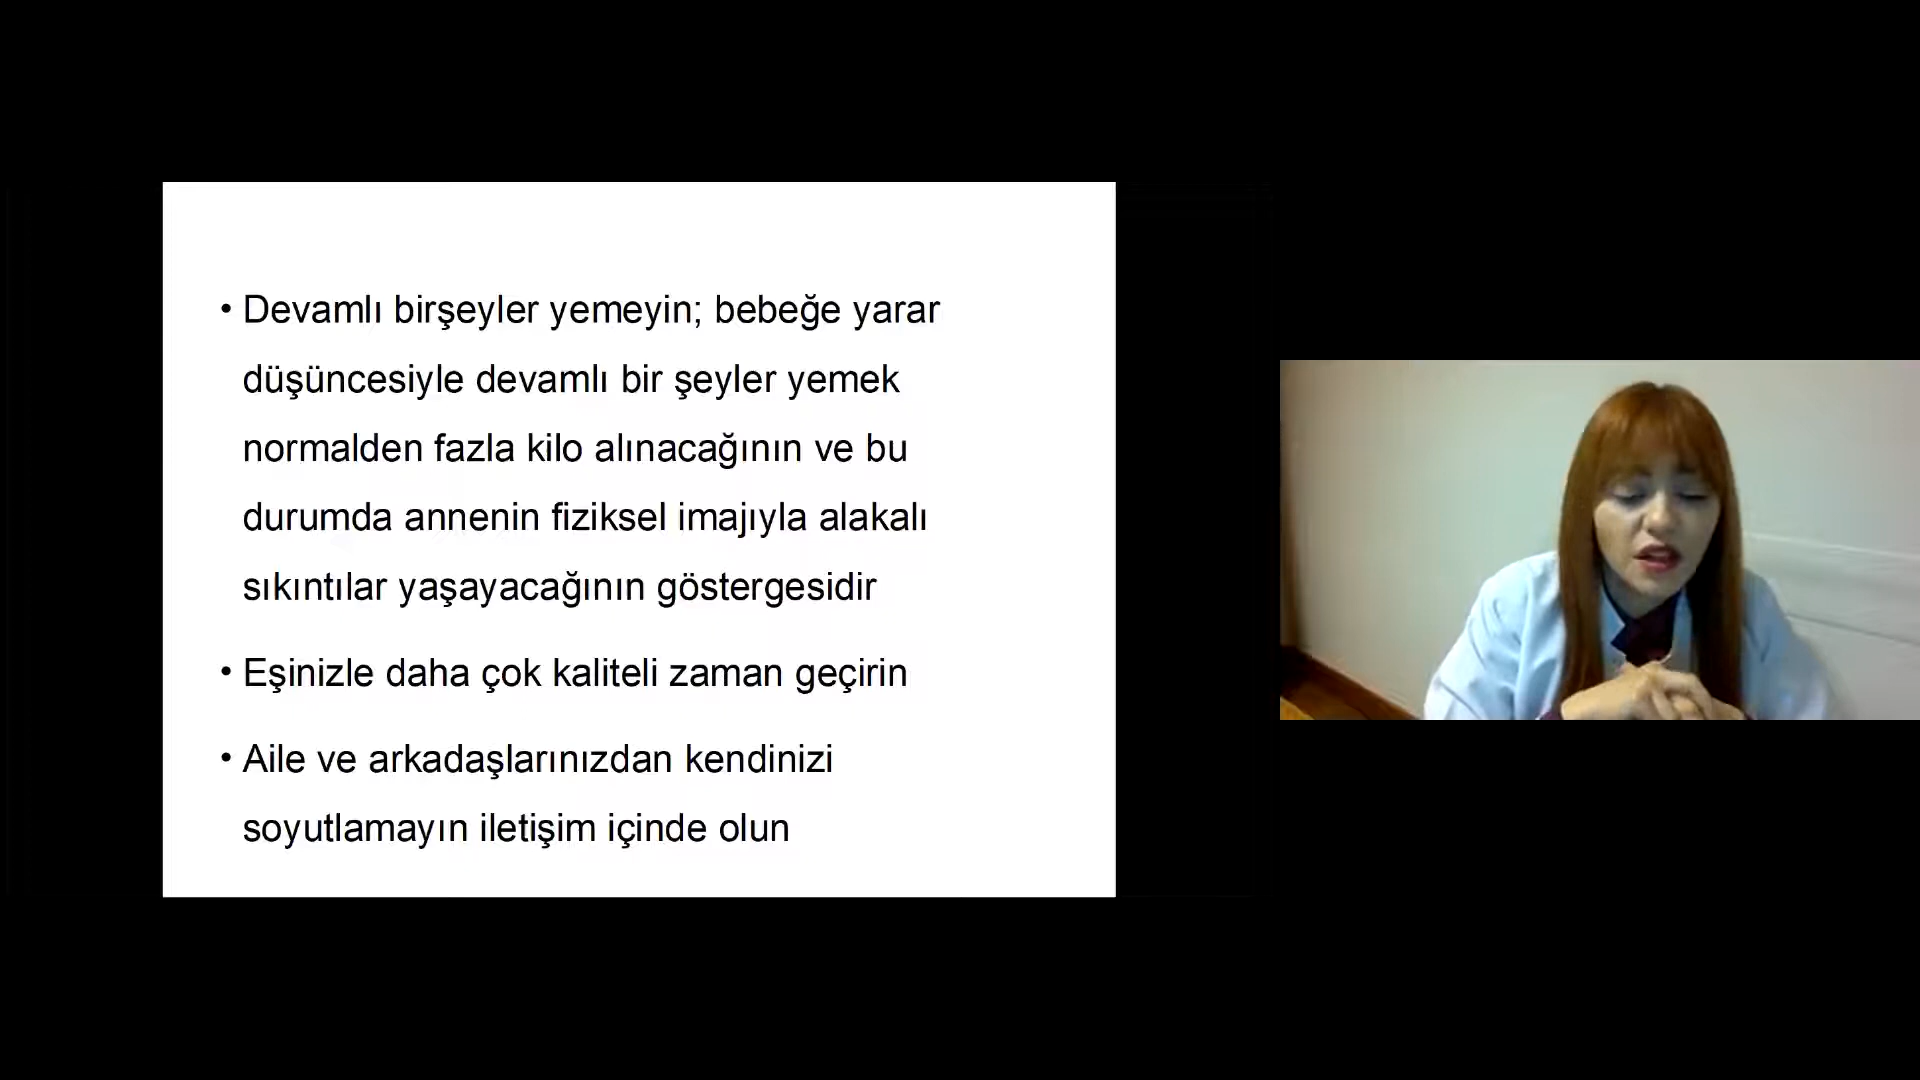 • Devamlı birşeyler yemeyin; bebeğe yarar
düşüncesiyle devamlı bir şeyler yemek
normalden fazla kilo alınacağının ve bu
durumda annenin fiziksel imajıyla alakalı
sıkıntılar yaşayacağının göstergesidir
• Eşinizle daha çok kaliteli zaman geçirin
• Aile ve arkadaşlarınızdan kendinizi
soyutlamayın iletişim içinde olun